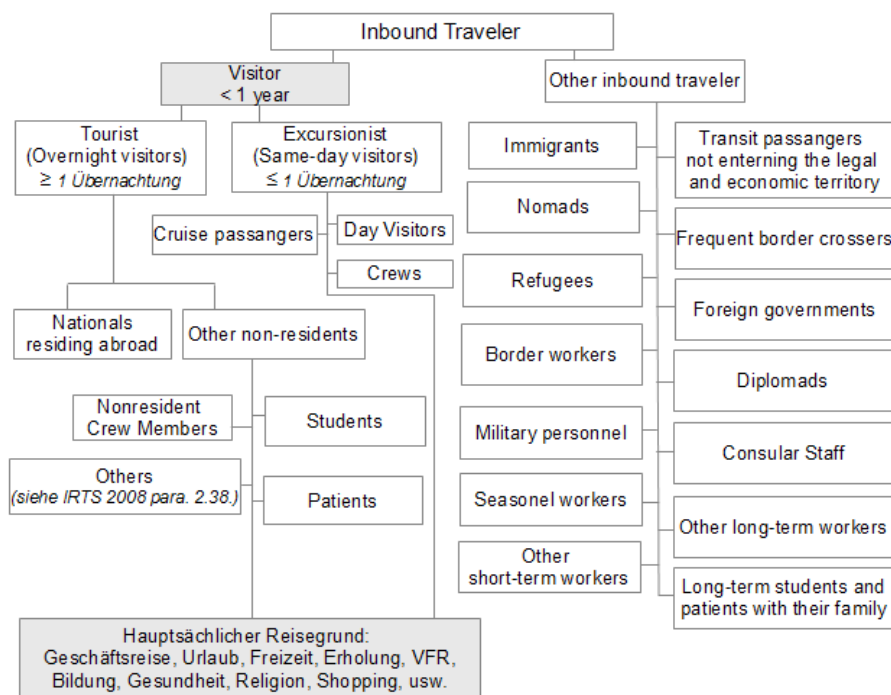 Inbound Traveler
Visitor
< 1 year
Other inbound traveler
Tourist
(Overnight visitors)
≥ 1 Übernachtung
Excursionist
(Same-day visitors)
≤ 1 Übernachtung
Cruise passangers
Day Visitors
Crews
Nationals
residing abroad
Other non-residents
Nonresident
Crew Members
Students
Others
(siehe IRTS 2008 para. 2.38.)
Patients
Immigrants
Transit passangers
not enterning the legal
and economic territory
Nomads
Frequent border crossers
Refugees
Foreign governments
Border workers
Diplomads
Military personnel
Consular Staff
Seasonel workers
Other long-term workers
Other
short-term workers
Long-term students and
patients with their family
Hauptsächlicher Reisegrund:
Geschäftsreise, Urlaub, Freizeit, Erholung, VFR,
Bildung, Gesundheit, Religion, Shopping, usw.